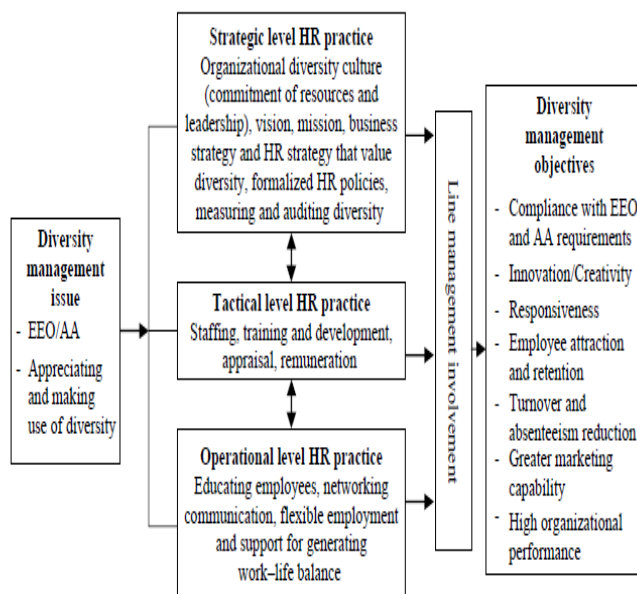 Diversity
management
issue
- EEO/AA
- Appreciating
and making
use of diversity
Strategic level HR practice
Organizational diversity culture
(commitment of resources and
leadership), vision, mission, business
strategy and HR strategy that value
diversity, formalized HR policies,
measuring and auditing diversity
Tactical level HR practice
Staffing, training and development,
appraisal, remuneration
Operational level HR practice
Educating employees, networking
communication, flexible employment
and support for generating
work–life balance
Line management involvement
Diversity
management
objectives
- Compliance with EEO
and AA requirements
- Innovation/Creativity
- Responsiveness
- Employee attraction
and retention
- Turnover and
absenteeism reduction
- Greater marketing
capability
- High organizational
performance